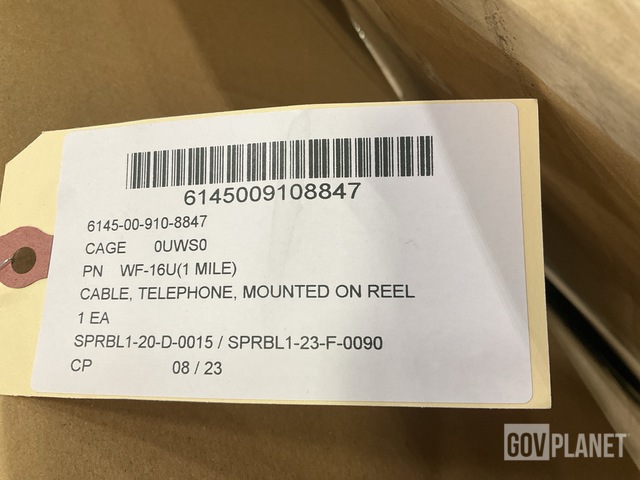 6145009108847
6145-00-910-8847
CAGE 0UWS0
PN WF-16U(1 MILE)
CABLE, TELEPHONE, MOUNTED ON REEL
1 EA
SPRBL1-20-D-0015 / SPRBL1-23-F-0090
CP 08 / 23
GOVPLANET